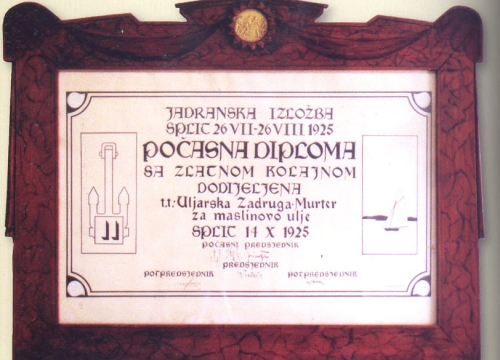 JADRANSKA IZLOŽBA
SPLIT 26 VII-26 VIII 1925
POČASNA DIPLOMA
SA ZLATNOM KOLAJNOM
DODIJELJENA
t.t.: Uljarska Zadruga-Murter
za maslinovo ulje
SPLIT 14 X 1925
POČASNI PREDSJEDNIK
PREDSJEDNIK
POTPREDSJEDNIK POTPREDSJEDNIK